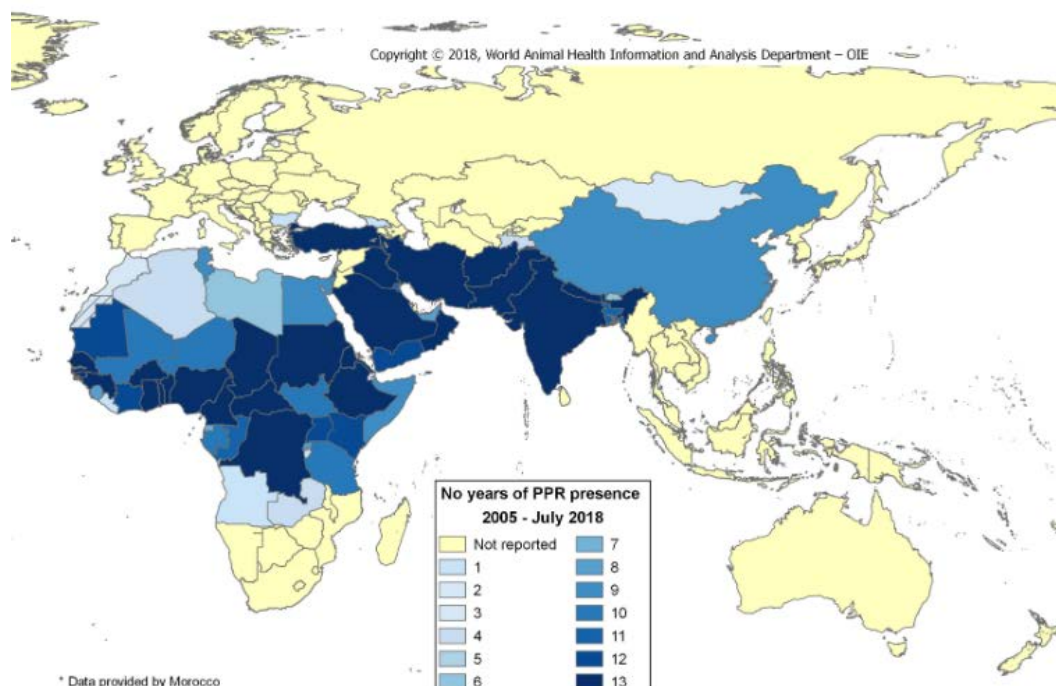 Copyright © 2018, World Animal Health Information and Analysis Department – OIE
No years of PPR presence
2005 - July 2018
Not reported
1
2
3
4
5
6
7
8
9
10
11
12
13
* Data provided by Morocco